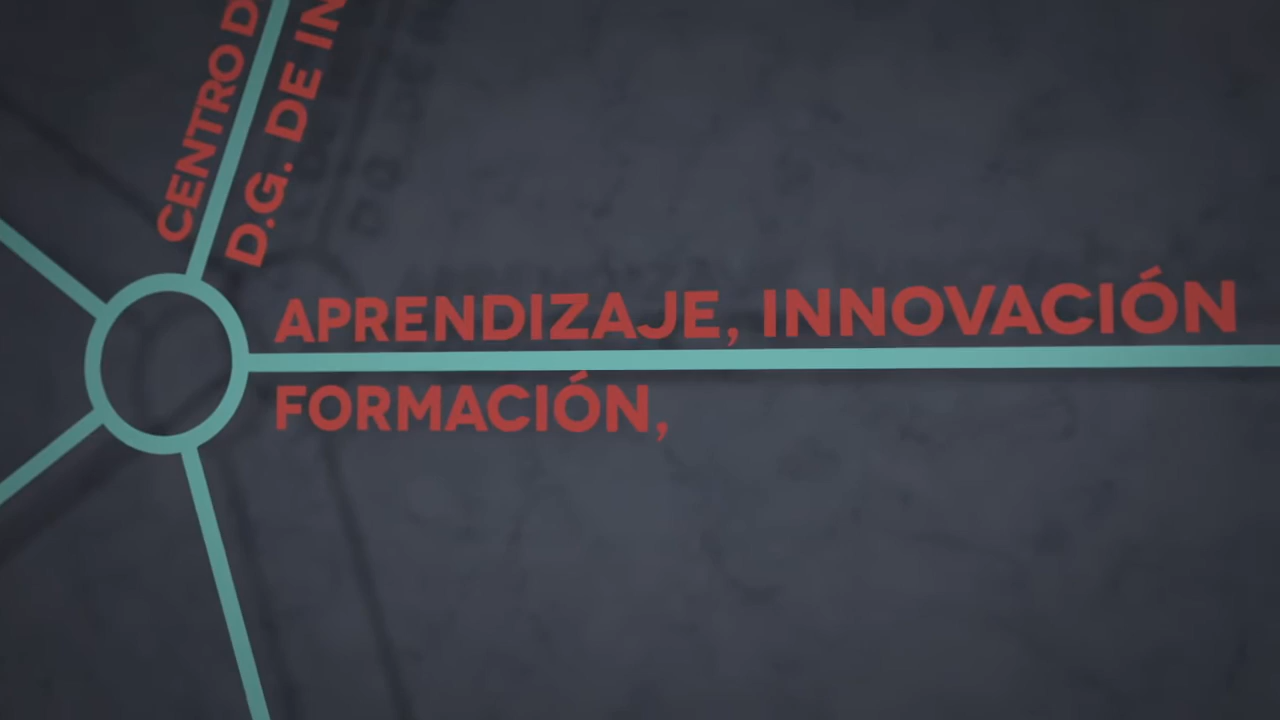 CENTRO D
D.G. DE IN
APRENDIZAJE, INNOVACIÓN
FORMACIÓN,